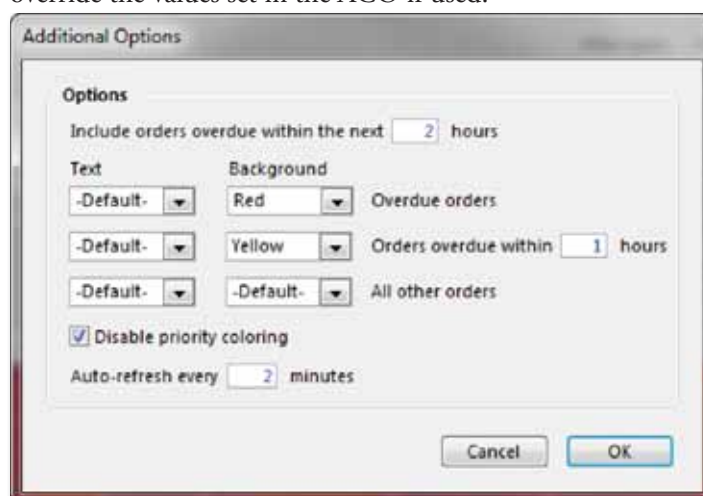 override the values set in the ACO if used.
Additional Options
Options
Include orders overdue within the next 2 hours
Text Background
-Default- Red Overdue orders
-Default- Yellow Orders overdue within 1 hours
-Default- -Default- All other orders
Disable priority coloring
Auto-refresh every 2 minutes
Cancel OK